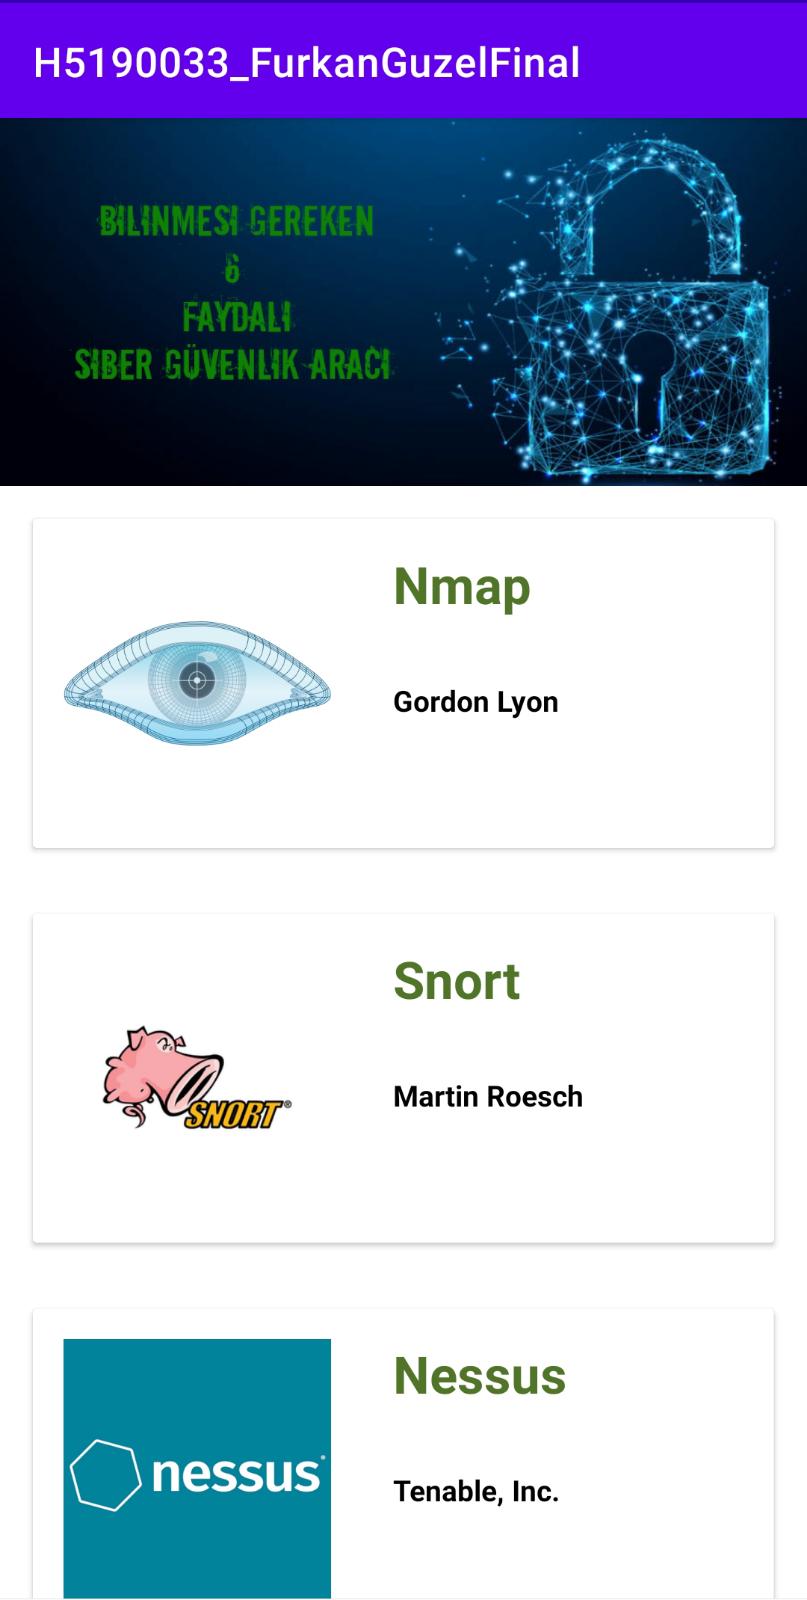 H5190033_FurkanGuzelFinal
BILINMESI GEREKEN
6
FAYDALI
SIBER GÜVENLIK ARACI
Nmap
Gordon Lyon
Snort
Martin Roesch
SNORT®
Nessus
Tenable, Inc.
nessus®